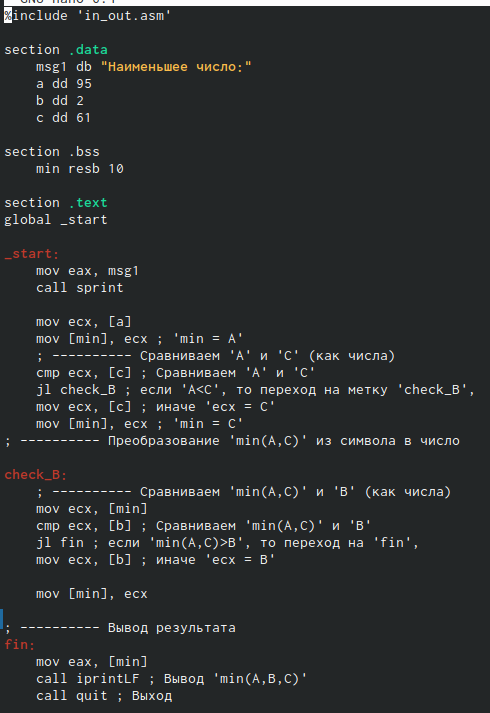 %include 'in_out.asm'
section .data
msg1 db "Наименьшее число:"
a dd 95
b dd 2
c dd 61
section .bss
min resb 10
section .text
global _start
_start:
mov eax, msg1
call sprint
mov ecx, [a]
mov [min], ecx ; 'min = A'
; ---------- Сравниваем 'A' и 'C' (как числа)
cmp ecx, [c] ; Сравниваем 'A' и 'C'
jl check_B ; если 'A<C', то переход на метку 'check_B',
mov ecx, [c] ; иначе 'ecx = C'
mov [min], ecx ; 'min = C'
; ---------- Преобразование 'min(A,C)' из символа в число
check_B:
; ---------- Сравниваем 'min(A,C)' и 'B' (как числа)
mov ecx, [min]
cmp ecx, [b] ; Сравниваем 'min(A,C)' и 'B'
jl fin ; если 'min(A,C)>B', то переход на 'fin',
mov ecx, [b] ; иначе 'ecx = B'
mov [min], ecx
; ---------- Вывод результата
fin:
mov eax, [min]
call iprintLF ; Вывод 'min(A,B,C)'
call quit ; Выход